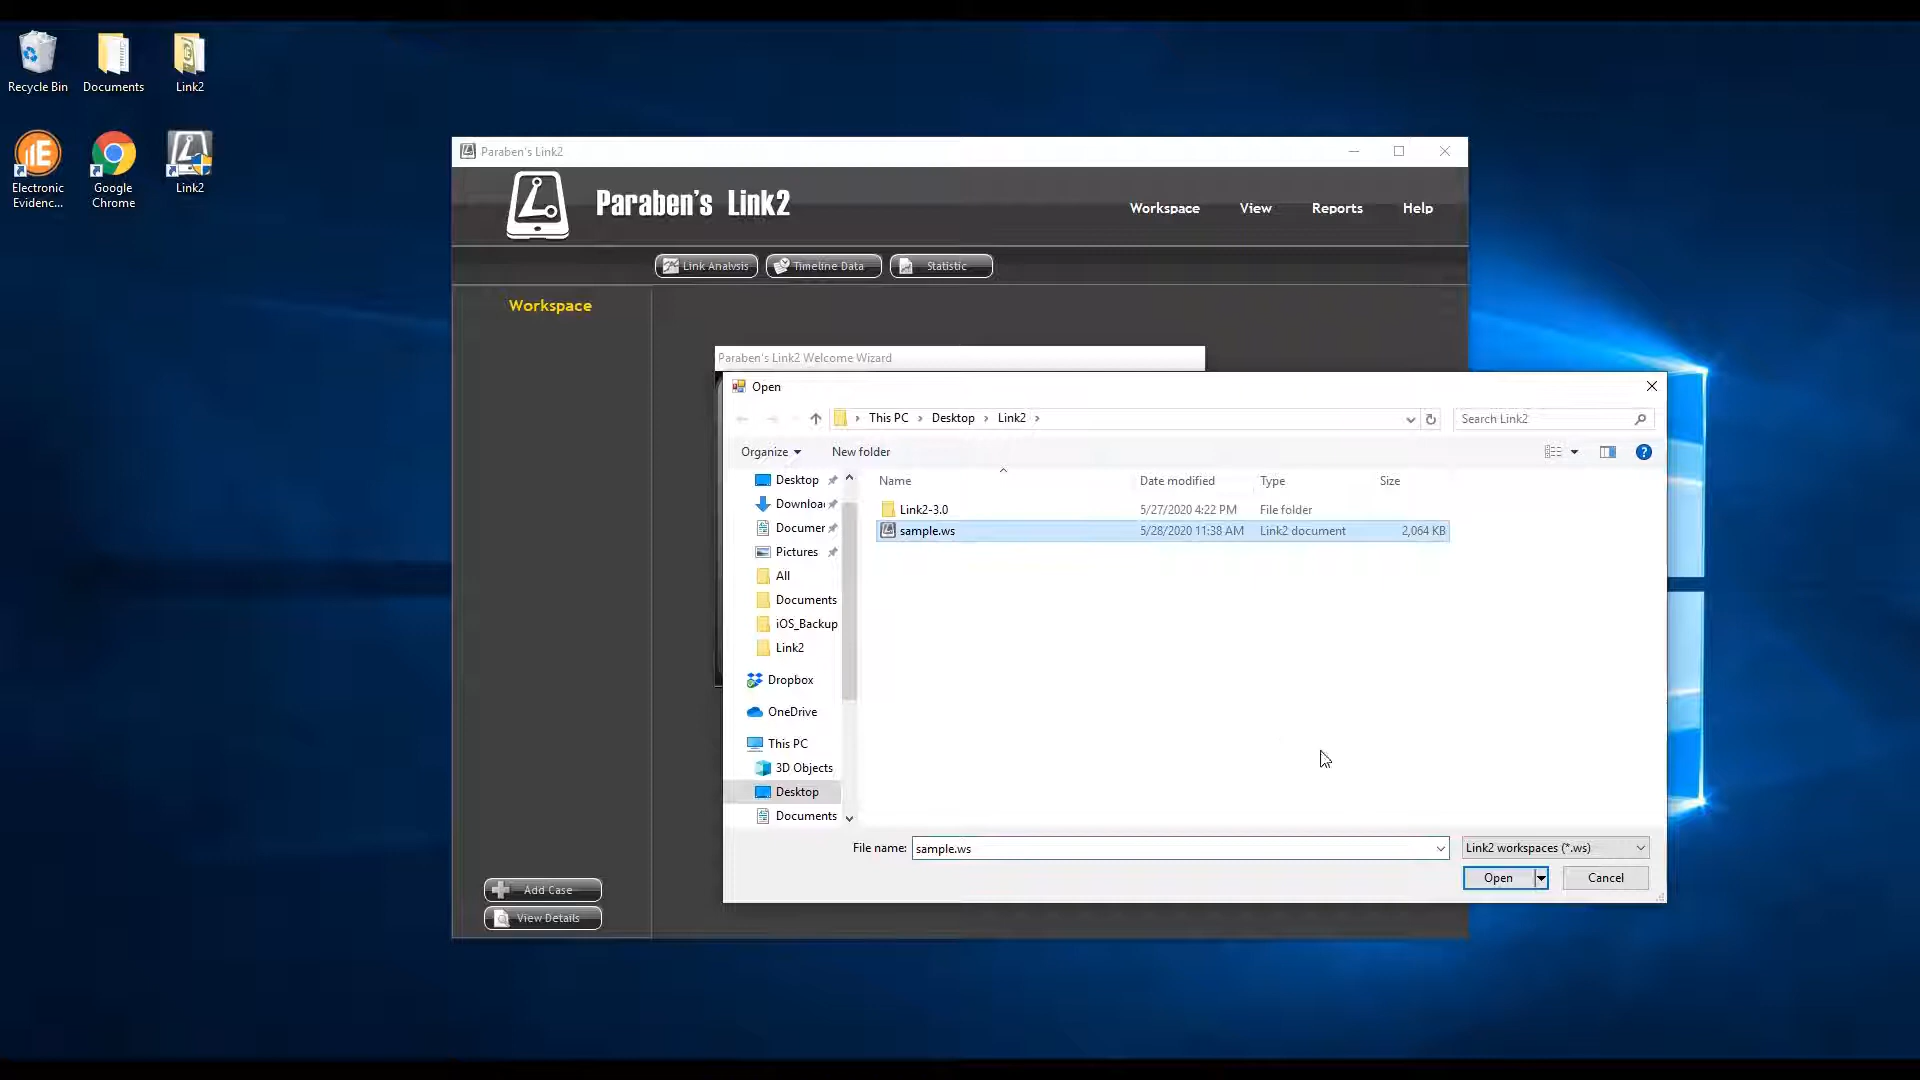 Recycle Bin
Documents
Link2
Electronic
Evidenc...
Google
Chrome
Link2
Paraben's Link2
Paraben's Link2
Workspace
View
Reports
Help
Link Analysis
Timeline Data
Statistic
Workspace
Paraben's Link2 Welcome Wizard
Open
This PC
Desktop
Link2
Search Link2
Organize
New folder
Name
Date modified
Type
Size
Link2-3.0
5/27/2020 4:22 PM
File folder
sample.ws
5/28/2020 11:38 AM
Link2 document
2,064 KB
Desktop
Downloa
Documer
Pictures
All
Documents
iOS_Backup
Link2
Dropbox
OneDrive
This PC
3D Objects
Desktop
Documents
File name:
sample.ws
Link2 workspaces (*.ws)
Open
Cancel
Add Case
View Details